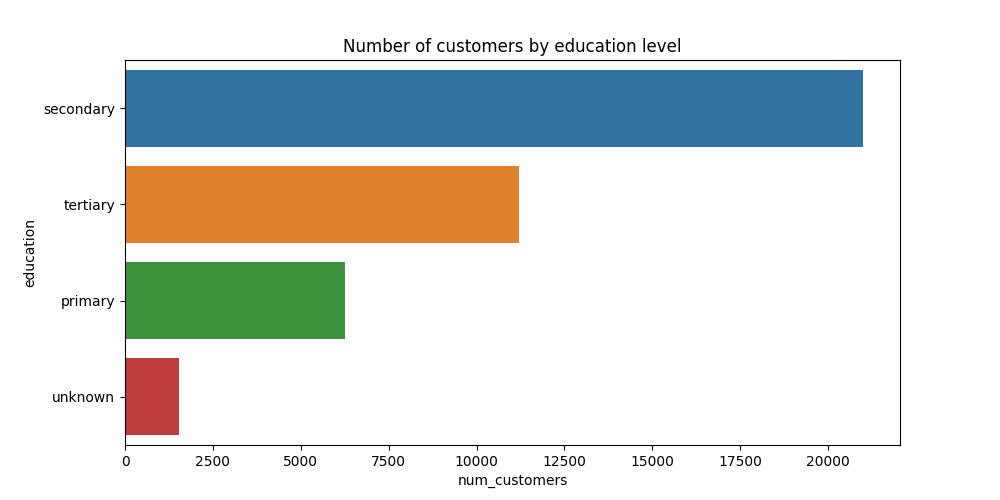 Number of customers by education level
education
secondary
tertiary
primary
unknown
0 2500 5000 7500 10000 12500 15000 17500 20000
num_customers